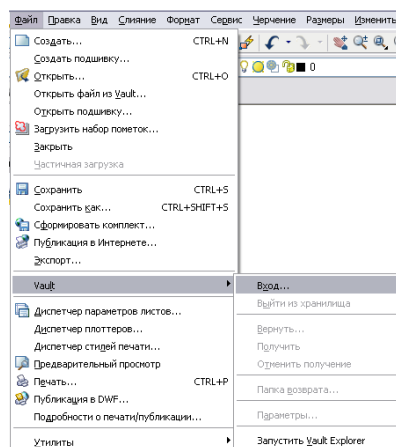 Файл Правка Вид Слияние Формат Сервис Черчение Размеры Изменить
Создать... CTRL+N
Создать подшивку...
Открыть... CTRL+O
Открыть файл из Vault...
Открыть подшивку...
Загрузить набор пометок...
Закрыть
Частичная загрузка
0
Сохранить CTRL+S
Сохранить как... CTRL+SHIFT+S
Сформировать комплект...
Публикация в Интернете...
Экспорт...
Vault
Диспетчер параметров листов...
Диспетчер плоттеров...
Диспетчер стилей печати...
Предварительный просмотр
Печать... CTRL+P
Публикация в DWF...
Подробности о печати/публикации...
Утилиты
Вход...
Выйти из хранилища
Вернуть...
Получить
Отменить получение
Папка возврата...
Параметры...
Запустить Vault Explorer